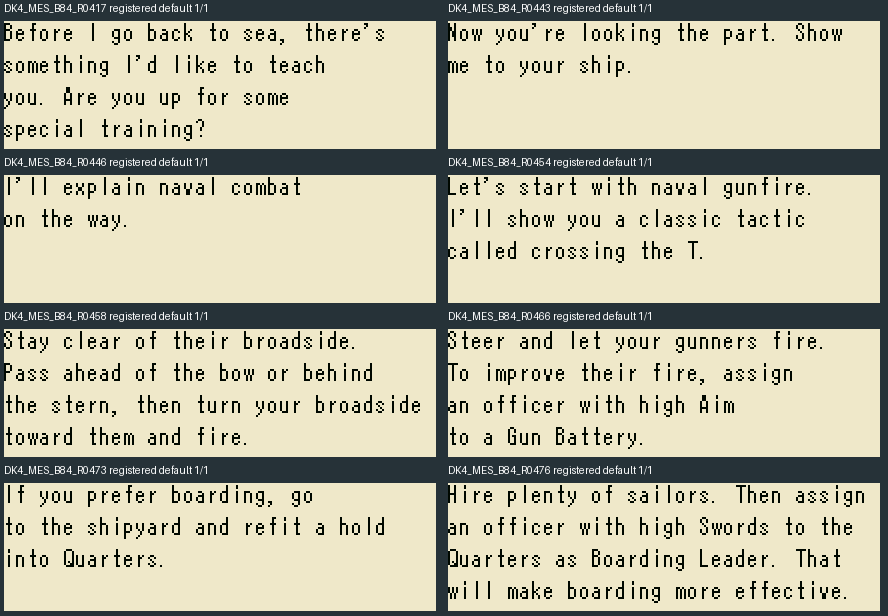 DK4_MES_B84_R0417 registered default 1/1
Before I go back to sea, there's
something I'd like to teach
you. Are you up for some
special training?
DK4_MES_B84_R0443 registered default 1/1
Now you're looking the part. Show
me to your ship.
DK4_MES_B84_R0446 registered default 1/1
I'll explain naval combat
on the way.
DK4_MES_B84_R0454 registered default 1/1
Let's start with naval gunfire.
I'll show you a classic tactic
called crossing the T.
DK4_MES_B84_R0458 registered default 1/1
Stay clear of their broadside.
Pass ahead of the bow or behind
the stern, then turn your broadside
toward them and fire.
DK4_MES_B84_R0466 registered default 1/1
Steer and let your gunners fire.
To improve their fire, assign
an officer with high Aim
to a Gun Battery.
DK4_MES_B84_R0473 registered default 1/1
If you prefer boarding, go
to the shipyard and refit a hold
into Quarters.
DK4_MES_B84_R0476 registered default 1/1
Hire plenty of sailors. Then assign
an officer with high Swords to the
Quarters as Boarding Leader. That
will make boarding more effective.